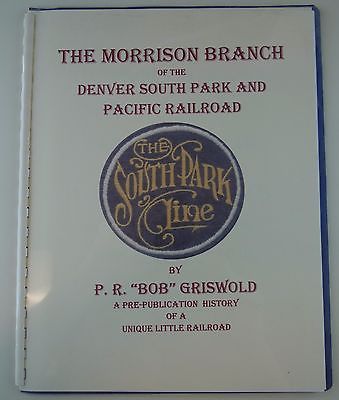 THE MORRISON BRANCH
OF THE
DENVER SOUTH PARK AND
PACIFIC RAILROAD
THE
SOUTH PARK
Line
BY
P. R. "BOB" GRISWOLD
A PRE-PUBLICATION HISTORY
OF A
UNIQUE LITTLE RAILROAD